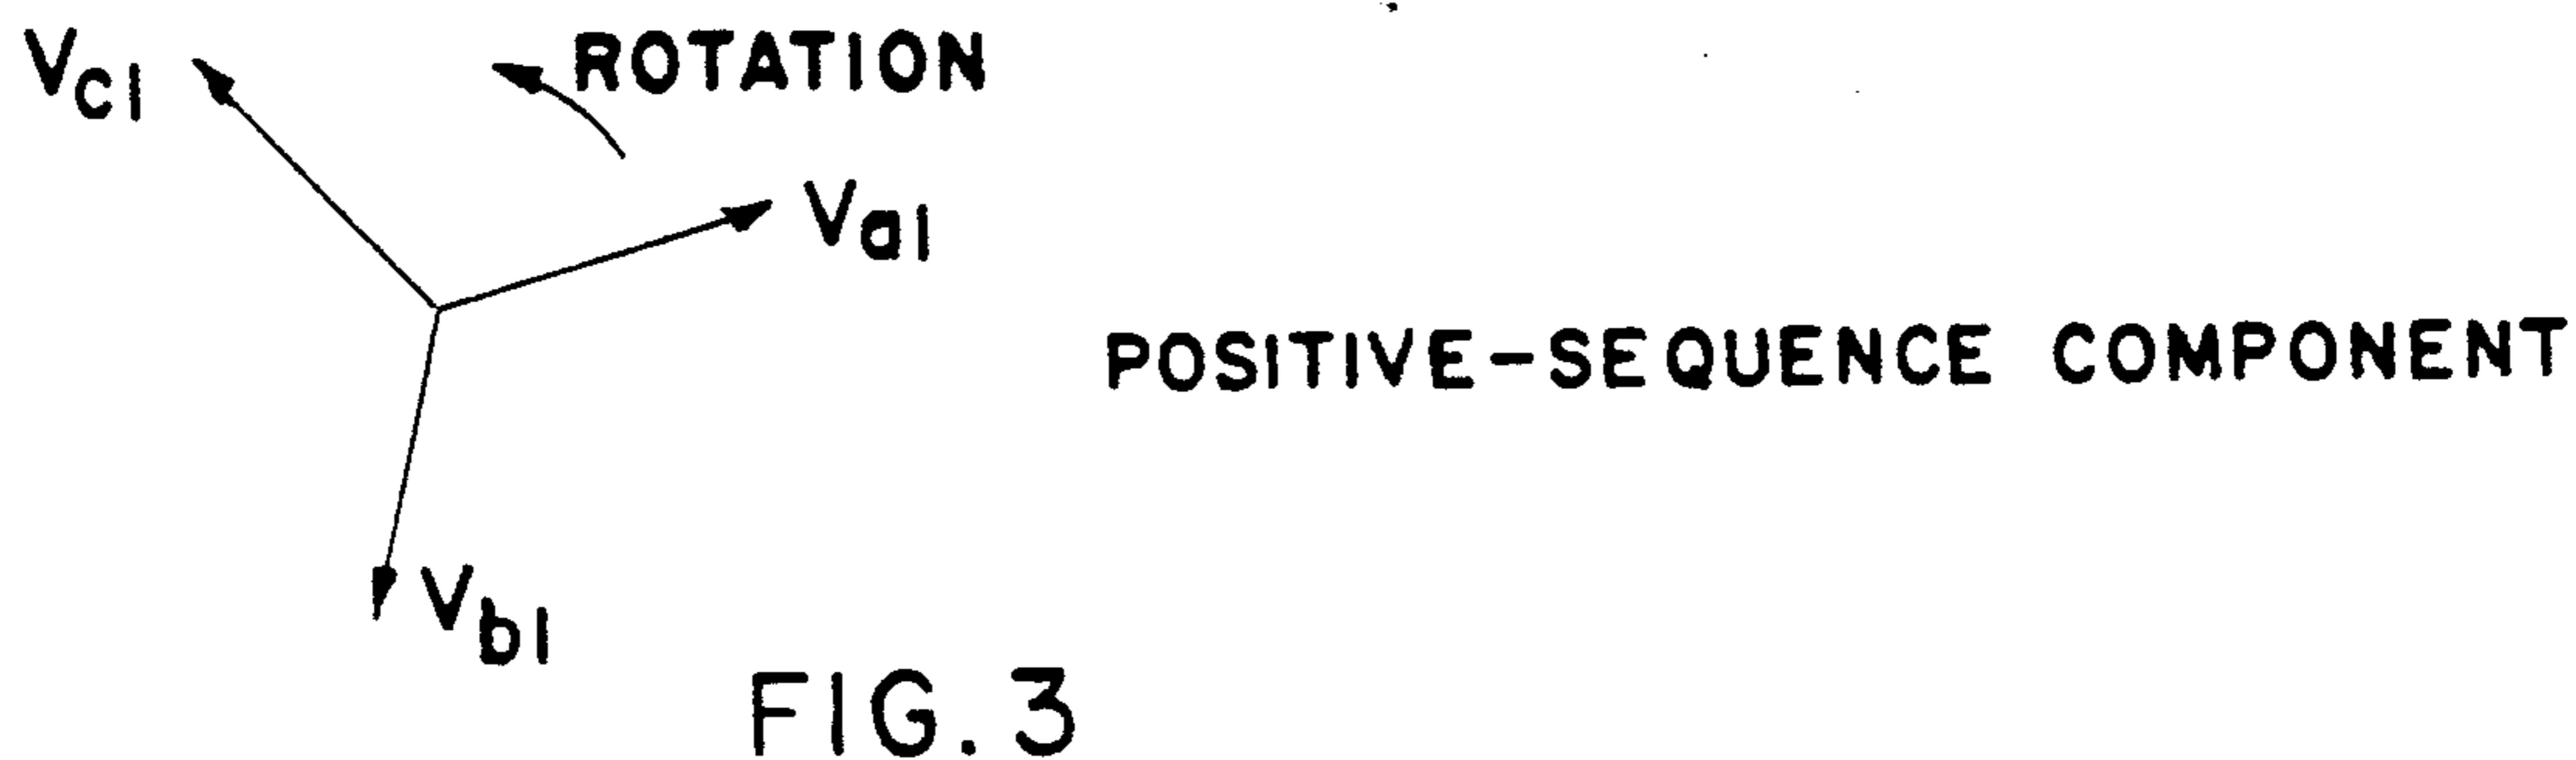 Vc1
ROTATION
Va1
POSITIVE-SEQUENCE COMPONENT
Vb1
FIG. 3